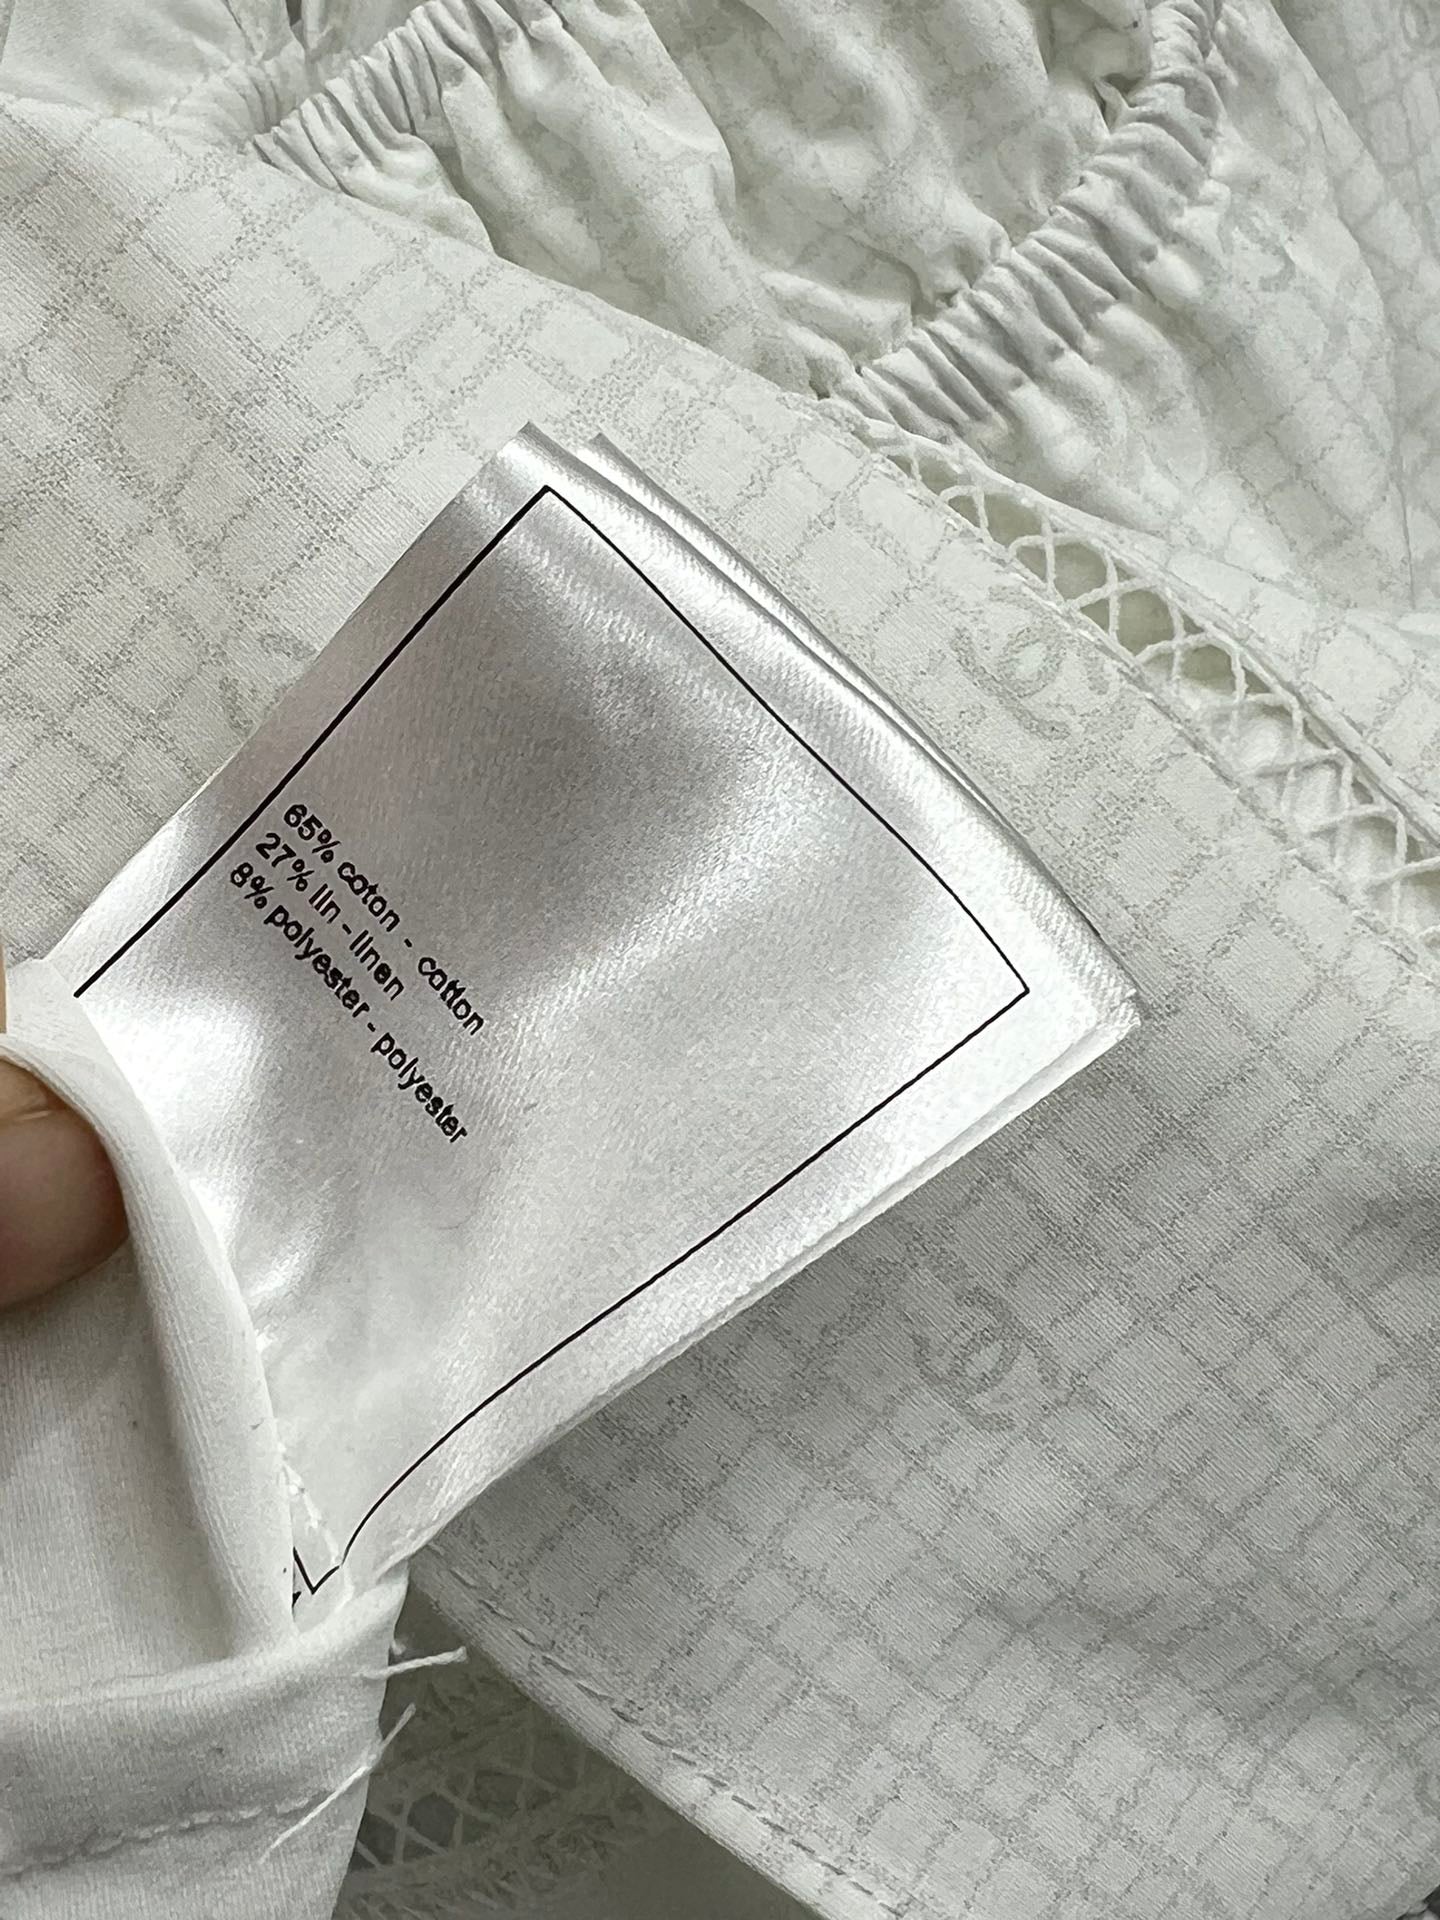 65% coton - cotton
27% lin - linen
8% polyester - polyester